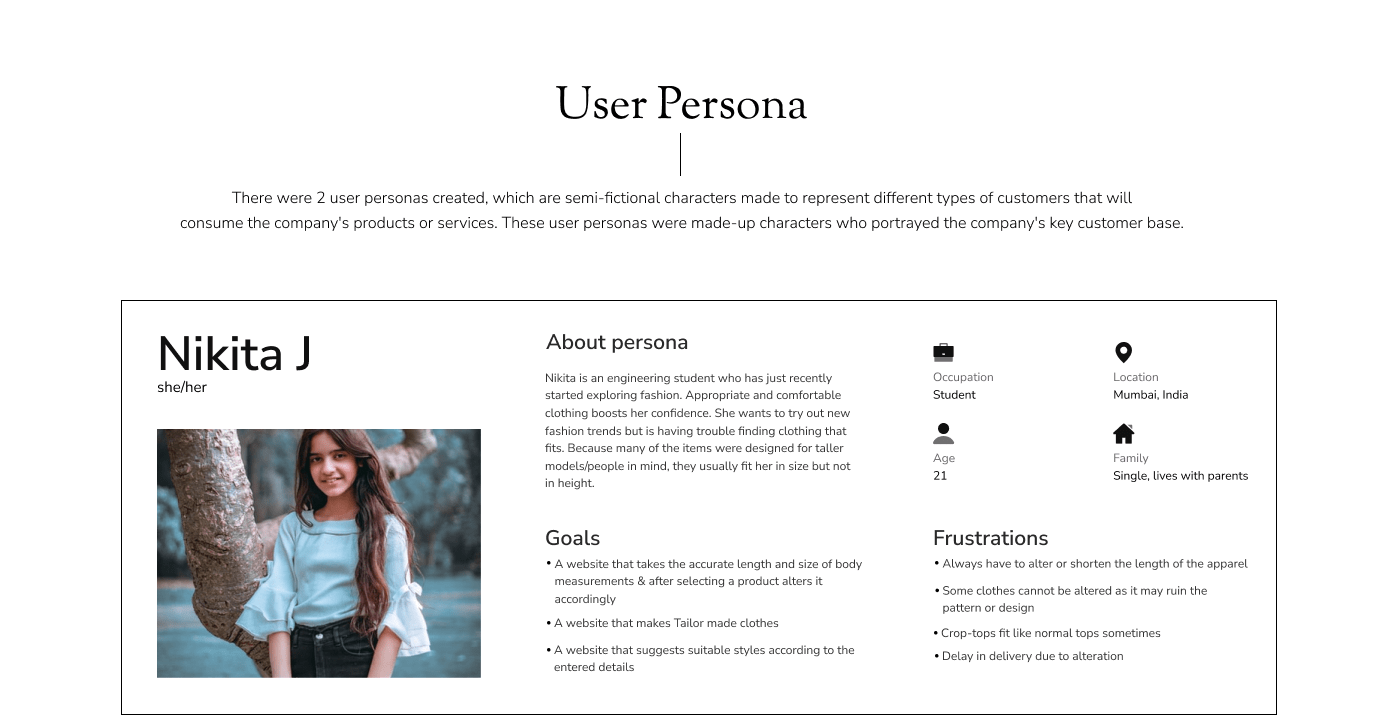 User Persona
There were 2 user personas created, which are semi-fictional characters made to represent different types of customers that will
consume the company's products or services. These user personas were made-up characters who portrayed the company's key customer base.
Nikita J
she/her
About persona
Nikita is an engineering student who has just recently
started exploring fashion. Appropriate and comfortable
clothing boosts her confidence. She wants to try out new
fashion trends but is having trouble finding clothing that
fits. Because many of the items were designed for taller
models/people in mind, they usually fit her in size but not
in height.
Occupation
Student
Location
Mumbai, India
Age
21
Family
Single, lives with parents
Goals
• A website that takes the accurate length and size of body
measurements & after selecting a product alters it
accordingly
• A website that makes Tailor made clothes
• A website that suggests suitable styles according to the
entered details
Frustrations
• Always have to alter or shorten the length of the apparel
• Some clothes cannot be altered as it may ruin the
pattern or design
• Crop-tops fit like normal tops sometimes
• Delay in delivery due to alteration